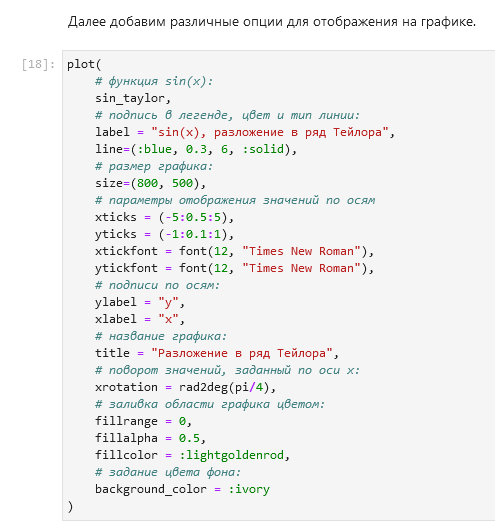 Далее добавим различные опции для отображения на графике.
[18]: plot(
# функция sin(x):
sin_taylor,
# подпись в легенде, цвет и тип линии:
label = "sin(x), разложение в ряд Тейлора",
line=(:blue, 0.3, 6, :solid),
# размер графика:
size=(800, 500),
# параметры отображения значений по осям
xticks = (-5:0.5:5),
yticks = (-1:0.1:1),
xtickfont = font(12, "Times New Roman"),
ytickfont = font(12, "Times New Roman"),
# подписи по осям:
ylabel = "y",
xlabel = "x",
# название графика:
title = "Разложение в ряд Тейлора",
# поворот значений, заданный по оси x:
xrotation = rad2deg(pi/4),
# заливка области графика цветом:
fillrange = 0,
fillalpha = 0.5,
fillcolor = :lightgoldenrod,
# задание цвета фона:
background_color = :ivory
)